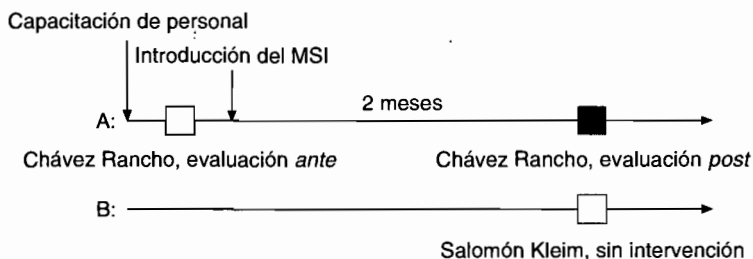 Capacitación de personal
Introducción del MSI
2 meses
A:
Chávez Rancho, evaluación ante
Chávez Rancho, evaluación post
B:
Salomón Kleim, sin intervención